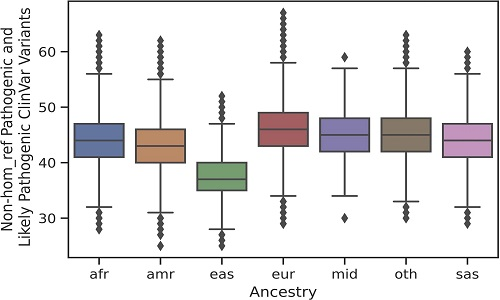 Non-hom_ref Pathogenic and
Likely Pathogenic ClinVar Variants
60
50
40
30
afr amr eas eur mid oth sas
Ancestry